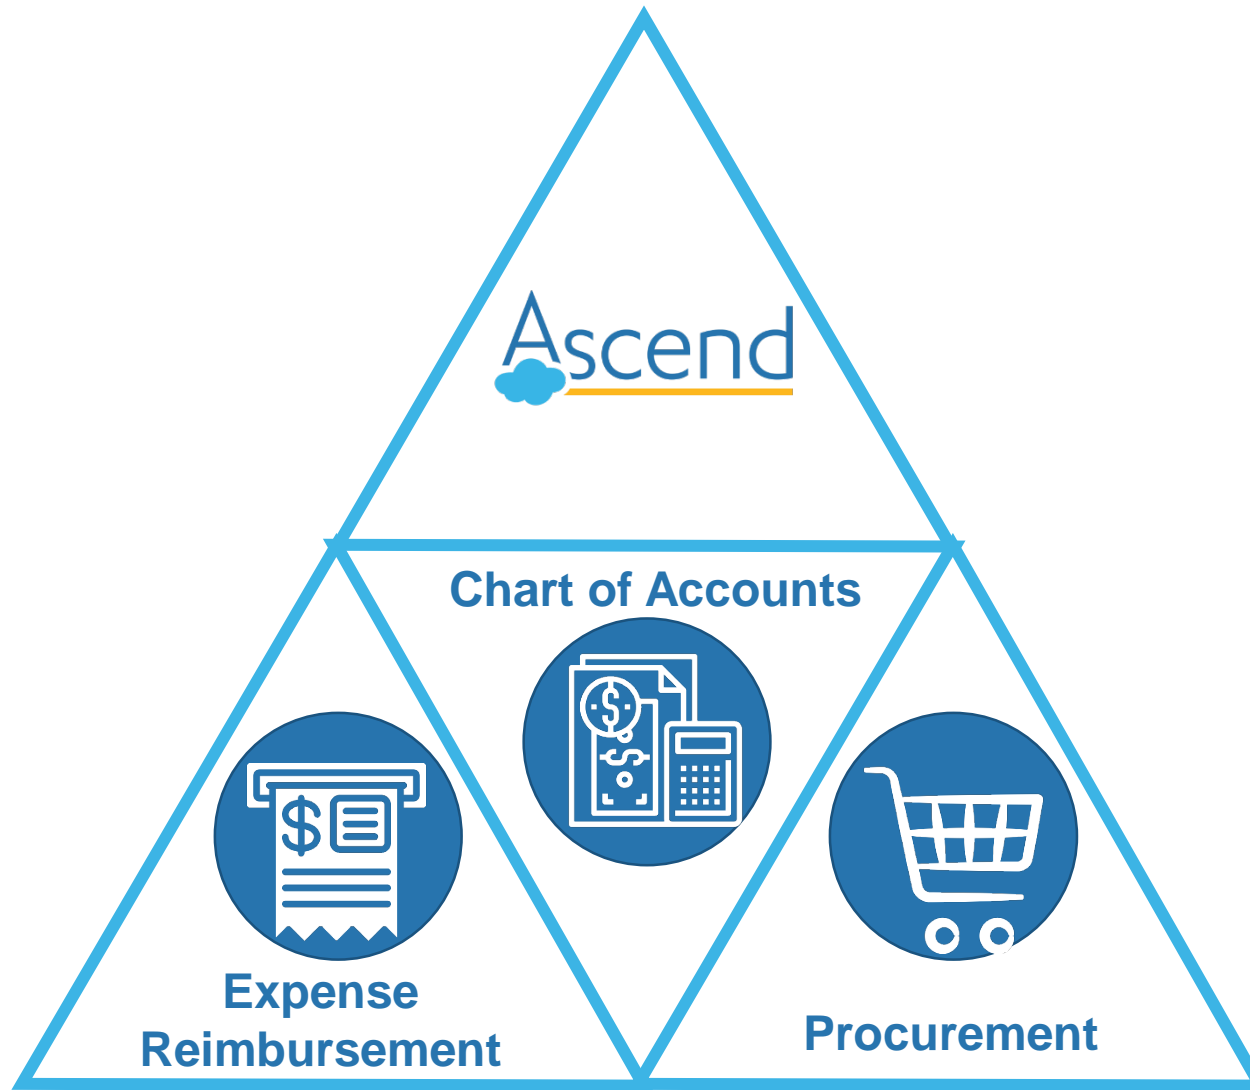 Ascend
Chart of Accounts
Expense
Reimbursement
Procurement